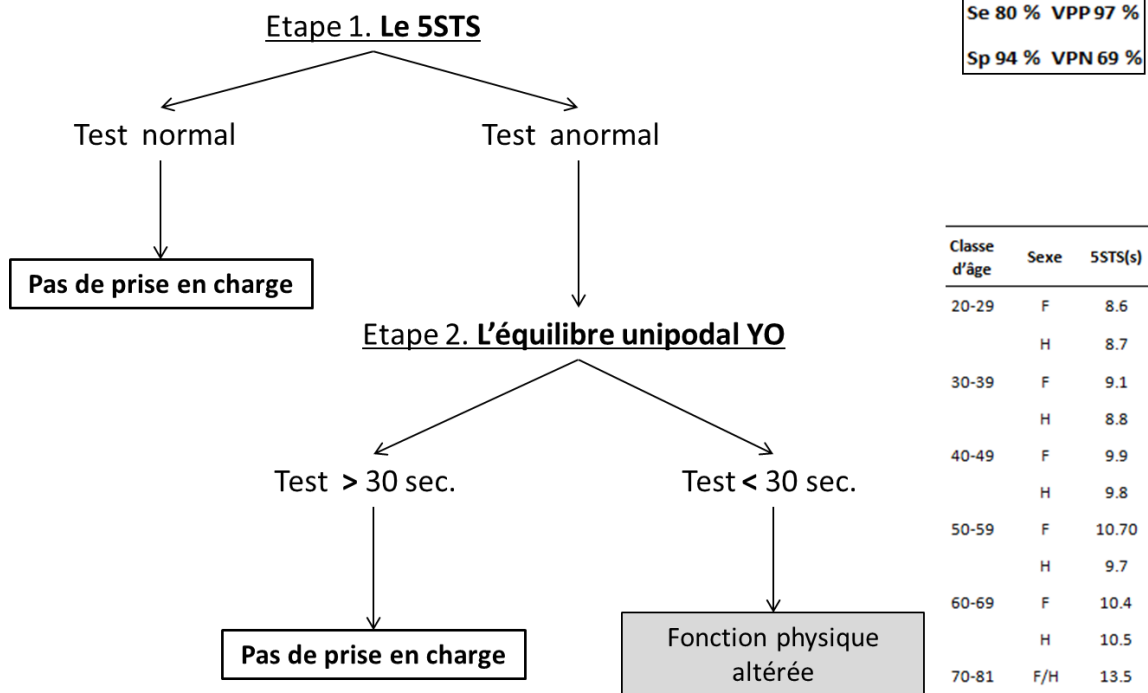 Etape 1. Le 5STS
Se 80 % VPP 97 %
Sp 94 % VPN 69 %
Test normal
Test anormal
Pas de prise en charge
Etape 2. L'équilibre unipodal YO
Test > 30 sec.
Test < 30 sec.
Pas de prise en charge
Fonction physique
altérée
Classe
d'âge
Sexe
5STS(s)
20-29 F 8.6
H 8.7
30-39 F 9.1
H 8.8
40-49 F 9.9
H 9.8
50-59 F 10.70
H 9.7
60-69 F 10.4
H 10.5
70-81 F/H 13.5